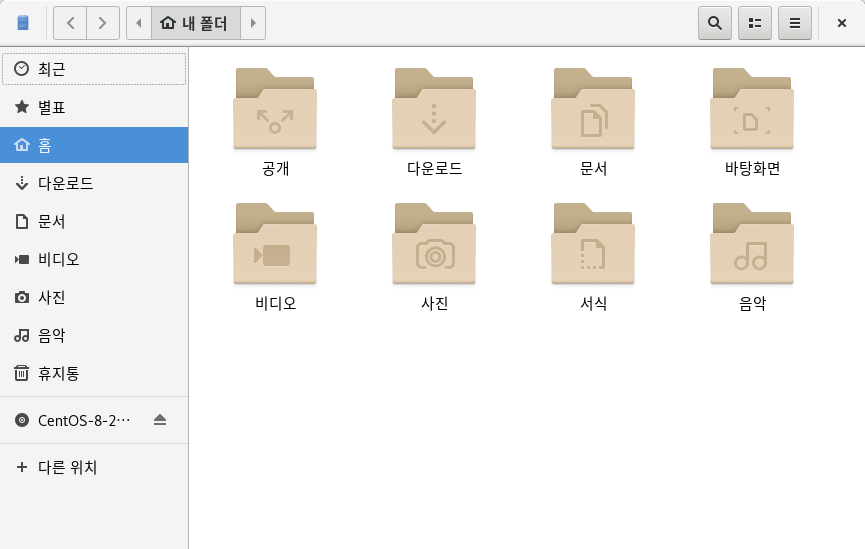 내 폴더
최근
별표
홈
다운로드
문서
비디오
사진
음악
휴지통
CentOS-8-2···
다른 위치
공개
다운로드
문서
바탕화면
비디오
사진
서식
음악